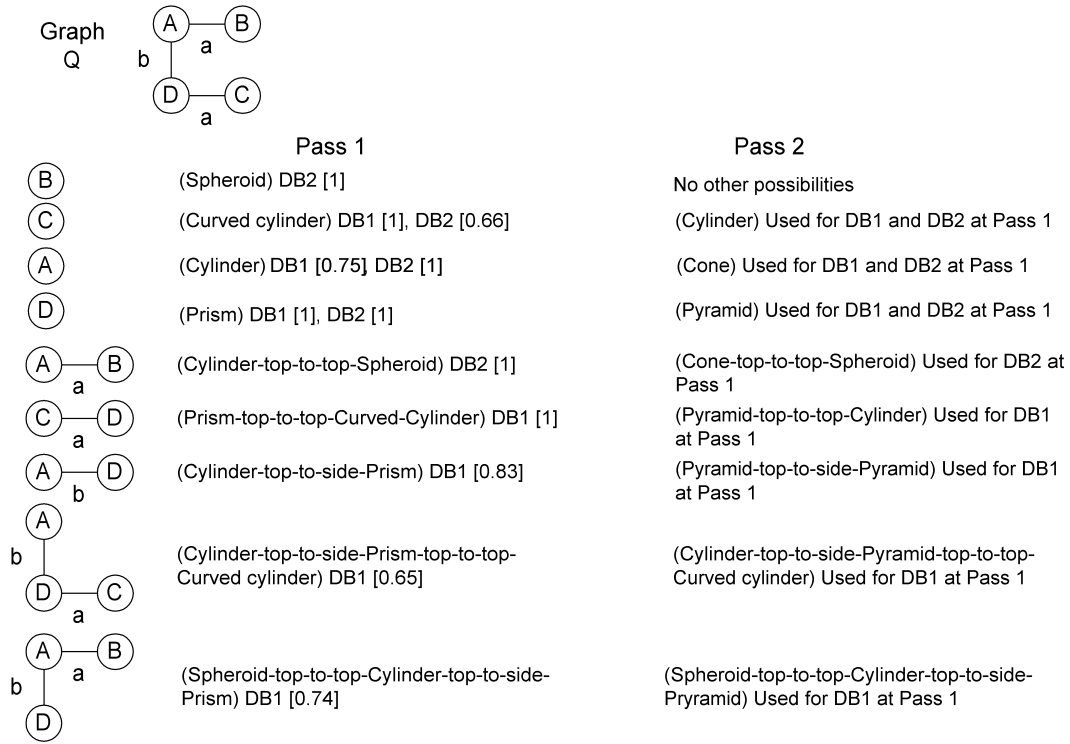 Graph
Q
A
B
a
b
D
C
a
Pass 1
Pass 2
B
(Spheroid) DB2 [1]
No other possibilities
C
(Curved cylinder) DB1 [1], DB2 [0.66]
(Cylinder) Used for DB1 and DB2 at Pass 1
A
(Cylinder) DB1 [0.75], DB2 [1]
(Cone) Used for DB1 and DB2 at Pass 1
D
(Prism) DB1 [1], DB2 [1]
(Pyramid) Used for DB1 and DB2 at Pass 1
A
B
a
(Cylinder-top-to-top-Spheroid) DB2 [1]
(Cone-top-to-top-Spheroid) Used for DB2 at
Pass 1
C
D
a
(Prism-top-to-top-Curved-Cylinder) DB1 [1]
(Pyramid-top-to-top-Cylinder) Used for DB1
at Pass 1
A
D
b
(Cylinder-top-to-side-Prism) DB1 [0.83]
(Pyramid-top-to-side-Pyramid) Used for DB1
at Pass 1
A
b
D
C
a
(Cylinder-top-to-side-Prism-top-to-top-
Curved cylinder) DB1 [0.65]
(Cylinder-top-to-side-Pyramid-top-to-top-
Curved cylinder) Used for DB1 at Pass 1
A
B
a
b
D
(Spheroid-top-to-top-Cylinder-top-to-side-
Prism) DB1 [0.74]
(Spheroid-top-to-top-Cylinder-top-to-side-
Pryramid) Used for DB1 at Pass 1